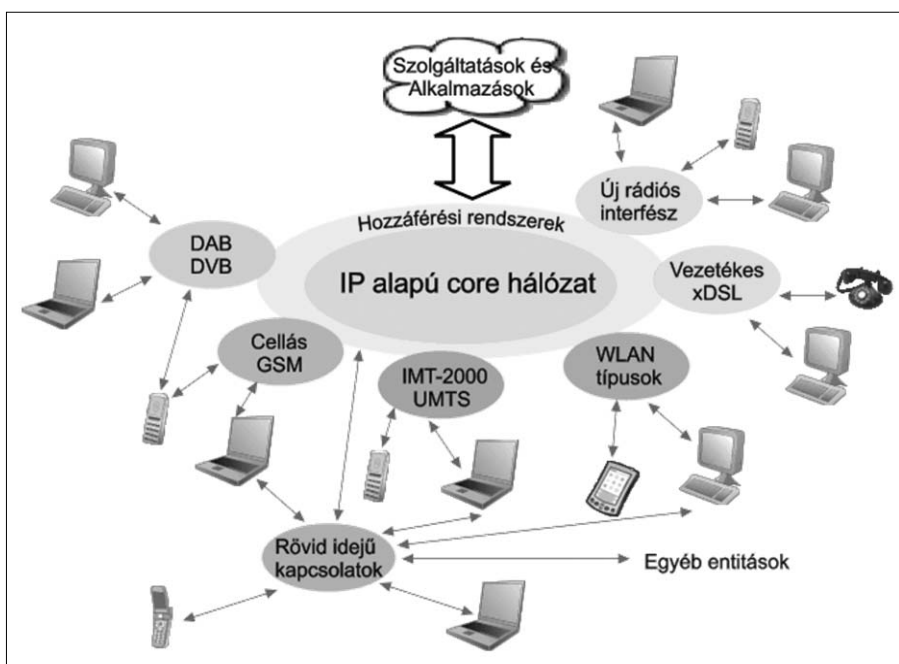 Szolgáltatások és
Alkalmazások
Új rádiós
interfész
Hozzáférési rendszerek
DAB
DVB
IP alapú core hálózat
Vezetékes
xDSL
Cellás
GSM
IMT-2000
UMTS
WLAN
típusok
Rövid idejű
kapcsolatok
Egyéb entitások